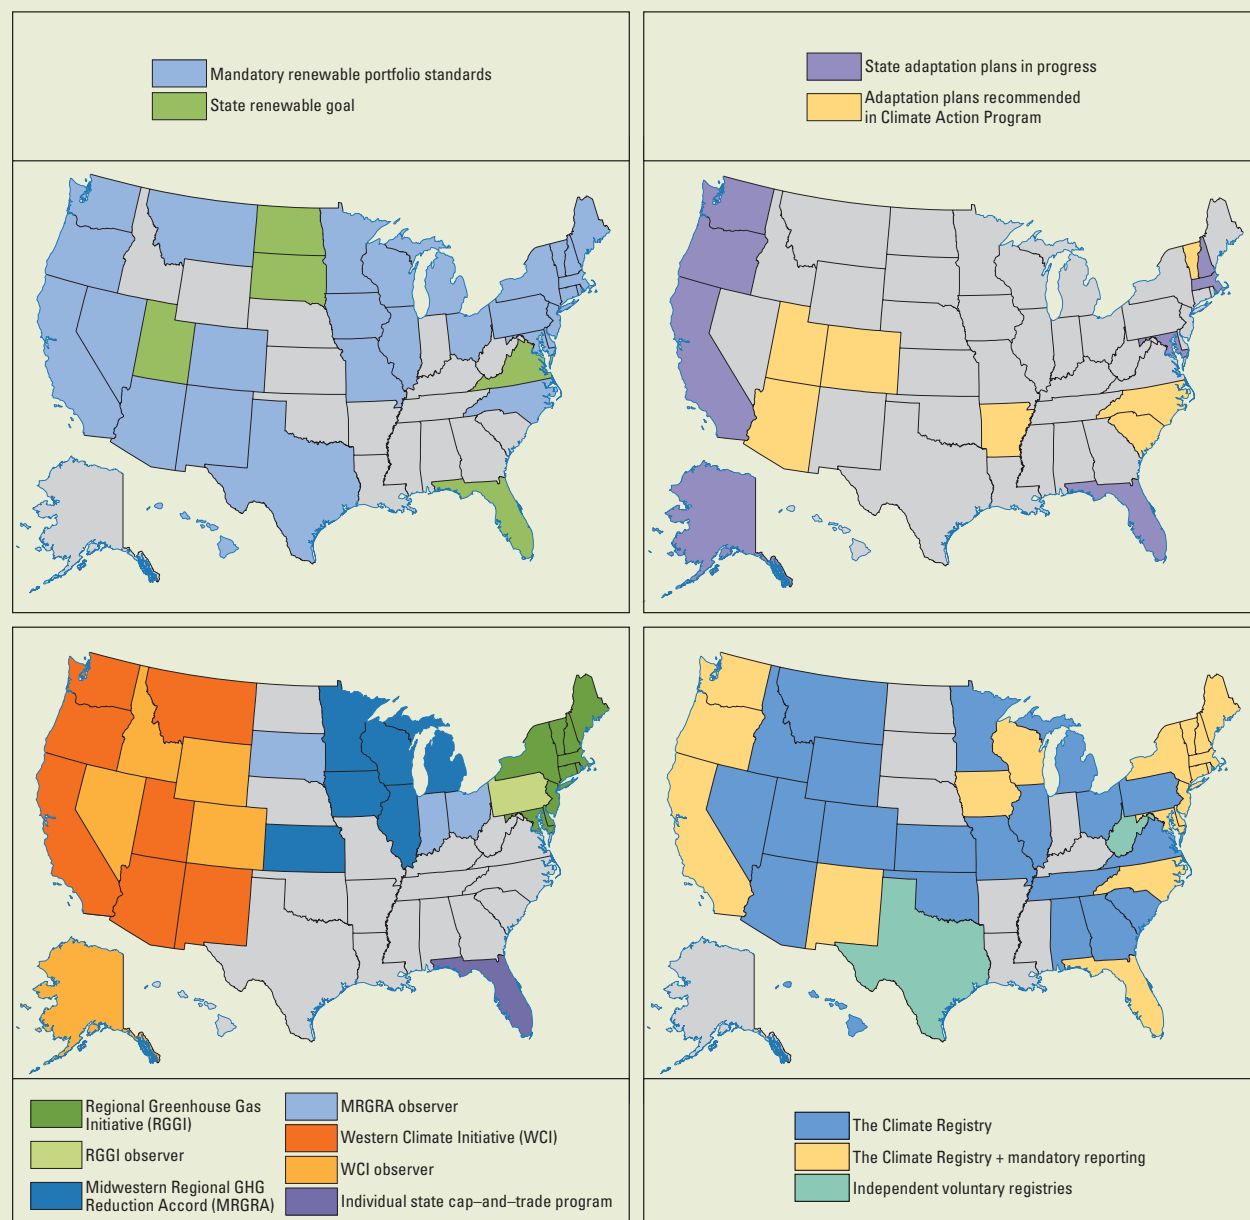 Mandatory renewable portfolio standards
State renewable goal
State adaptation plans in progress
Adaptation plans recommended
in Climate Action Program
Regional Greenhouse Gas
Initiative (RGGI)
RGGI observer
Midwestern Regional GHG
Reduction Accord (MRGRA)
MRGRA observer
Western Climate Initiative (WCI)
WCI observer
Individual state cap–and–trade program
The Climate Registry
The Climate Registry + mandatory reporting
Independent voluntary registries